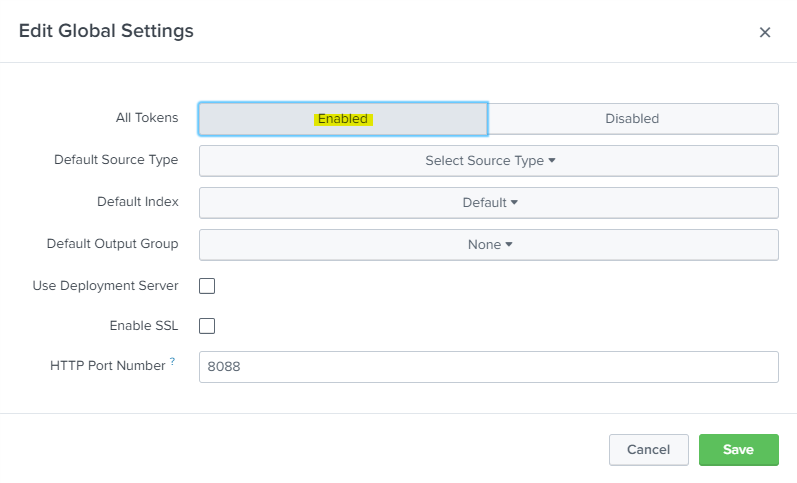 Edit Global Settings
All Tokens Enabled Disabled
Default Source Type Select Source Type
Default Index Default
Default Output Group None
Use Deployment Server
Enable SSL
HTTP Port Number ? 8088
Cancel Save